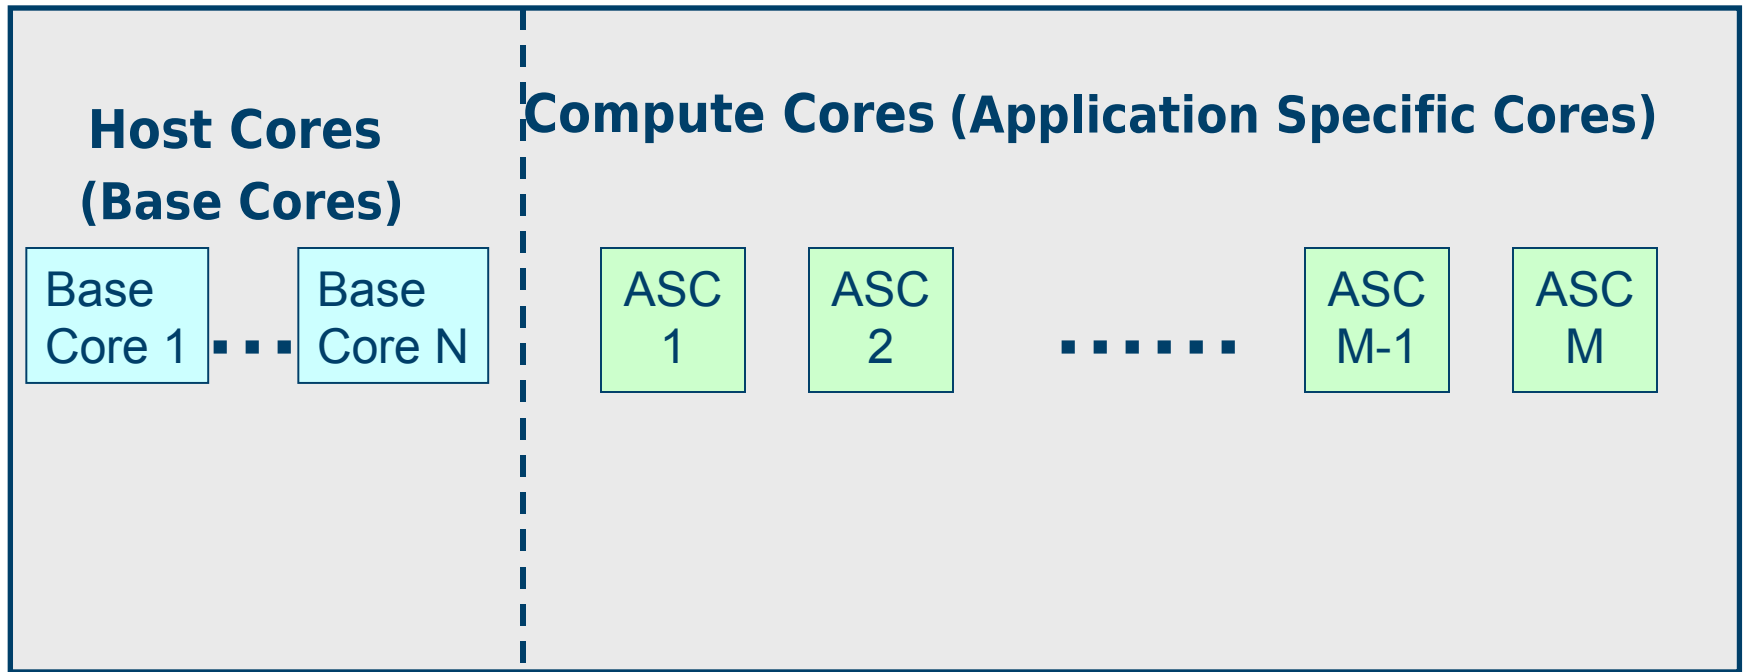 Host Cores
(Base Cores)
Compute Cores (Application Specific Cores)
Base
Core 1
Base
Core N
ASC
1
ASC
2
ASC
M-1
ASC
M